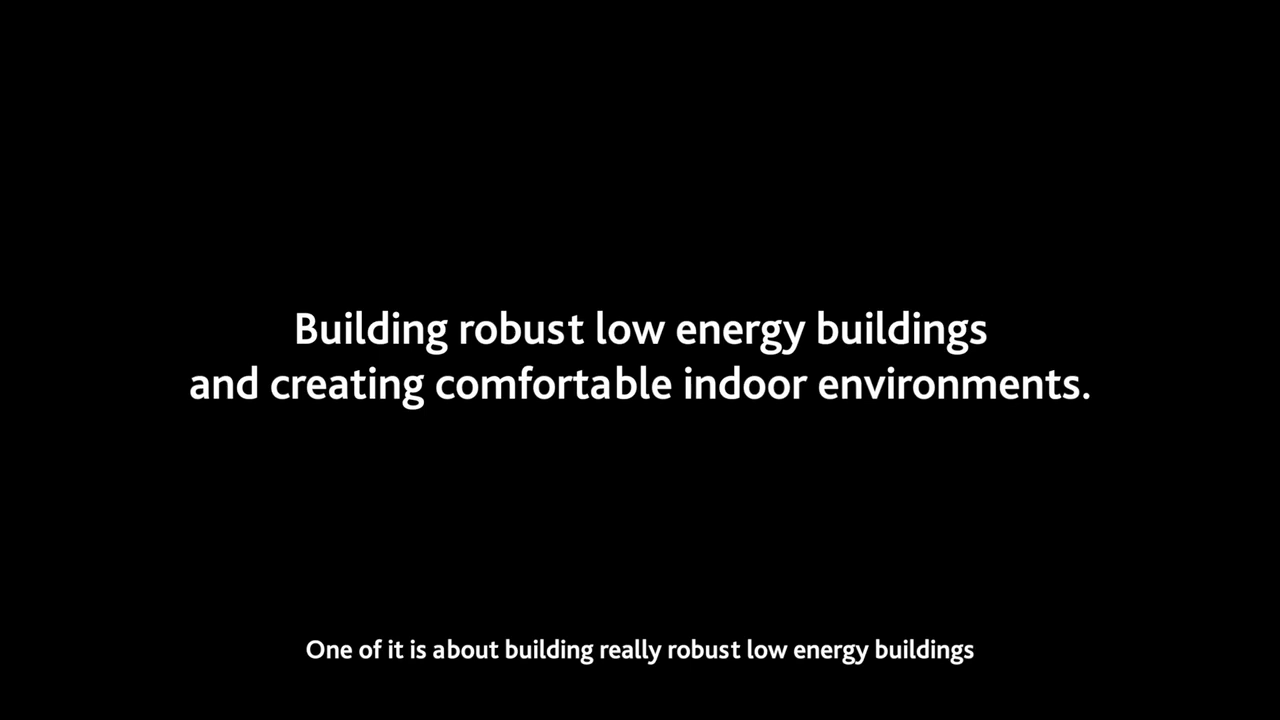 Building robust low energy buildings
and creating comfortable indoor environments.
One of it is about building really robust low energy buildings